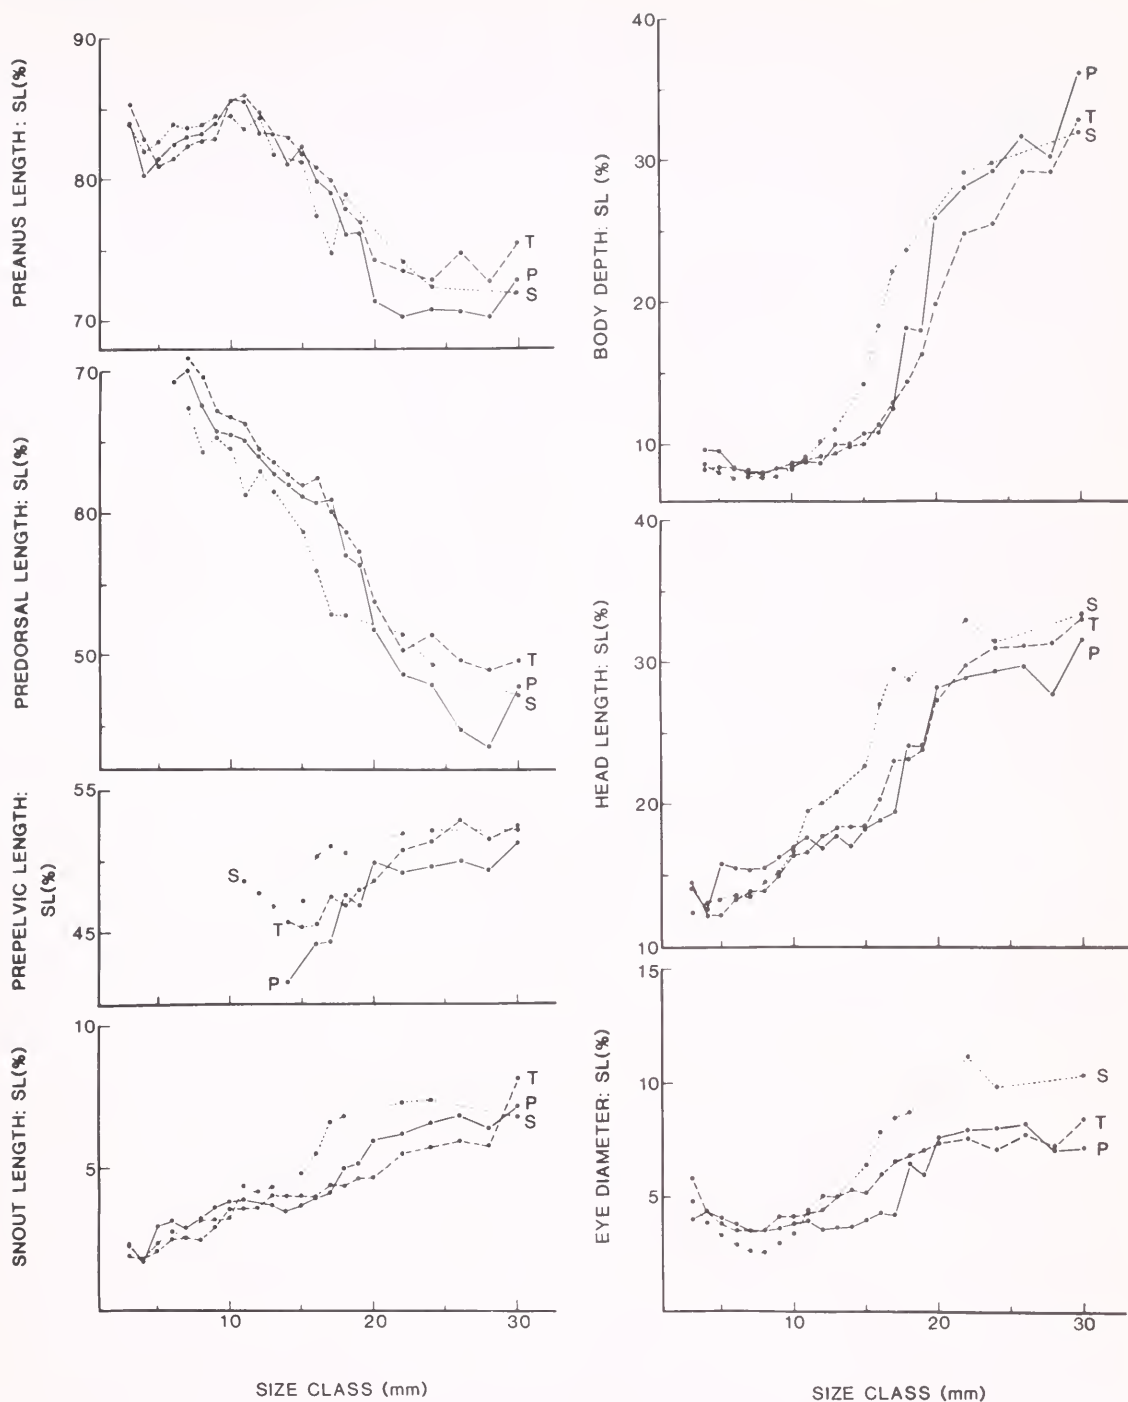 PREANUS LENGTH: SL(%)
90
80
70
T
P
S
PREDORSAL LENGTH: SL(%)
70
60
50
T
P
S
PREPELVIC LENGTH:
SL(%)
55
45
S
T
P
SNOUT LENGTH: SL(%)
10
5
T
P
S
10
20
30
SIZE CLASS (mm)
BODY DEPTH: SL (%)
40
30
20
10
P
T
S
HEAD LENGTH: SL(%)
40
30
20
10
S
T
P
EYE DIAMETER: SL(%)
15
10
5
S
T
P
10
20
30
SIZE CLASS (mm)